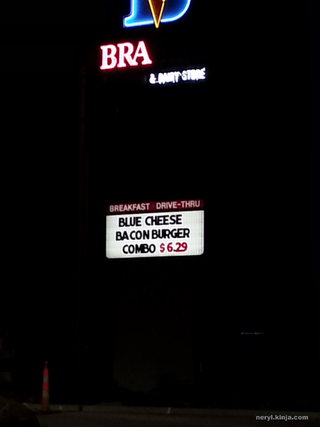 BRA
& DAIRY STORE
BREAKFAST DRIVE-THRU
BLUE CHEESE
BACON BURGER
COMBO $6.29
neryl.kinja.com